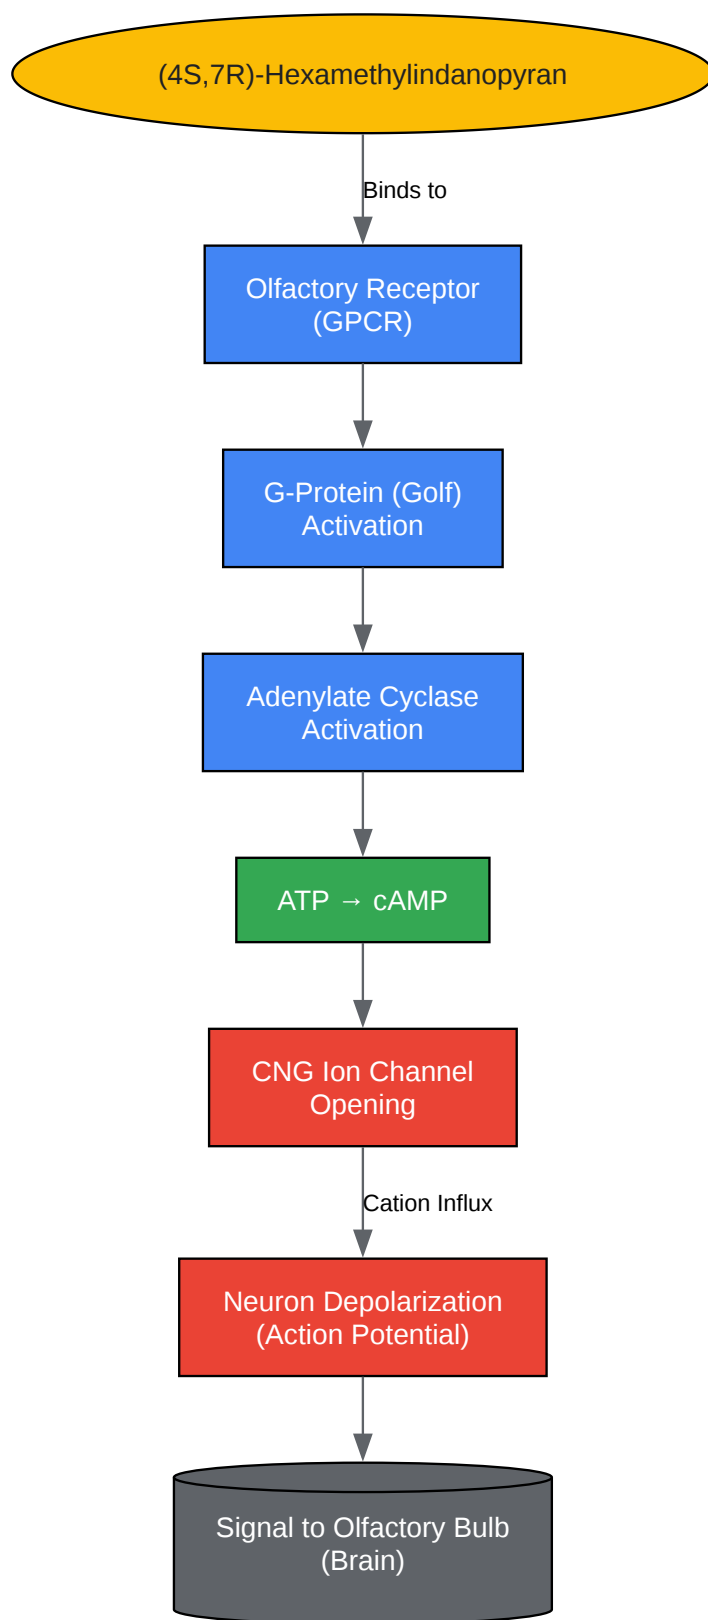 (4S,7R)-Hexamethylindanopyran
Binds to
Olfactory Receptor
(GPCR)
G-Protein (Golf)
Activation
Adenylate Cyclase
Activation
ATP → cAMP
CNG Ion Channel
Opening
Cation Influx
Neuron Depolarization
(Action Potential)
Signal to Olfactory Bulb
(Brain)